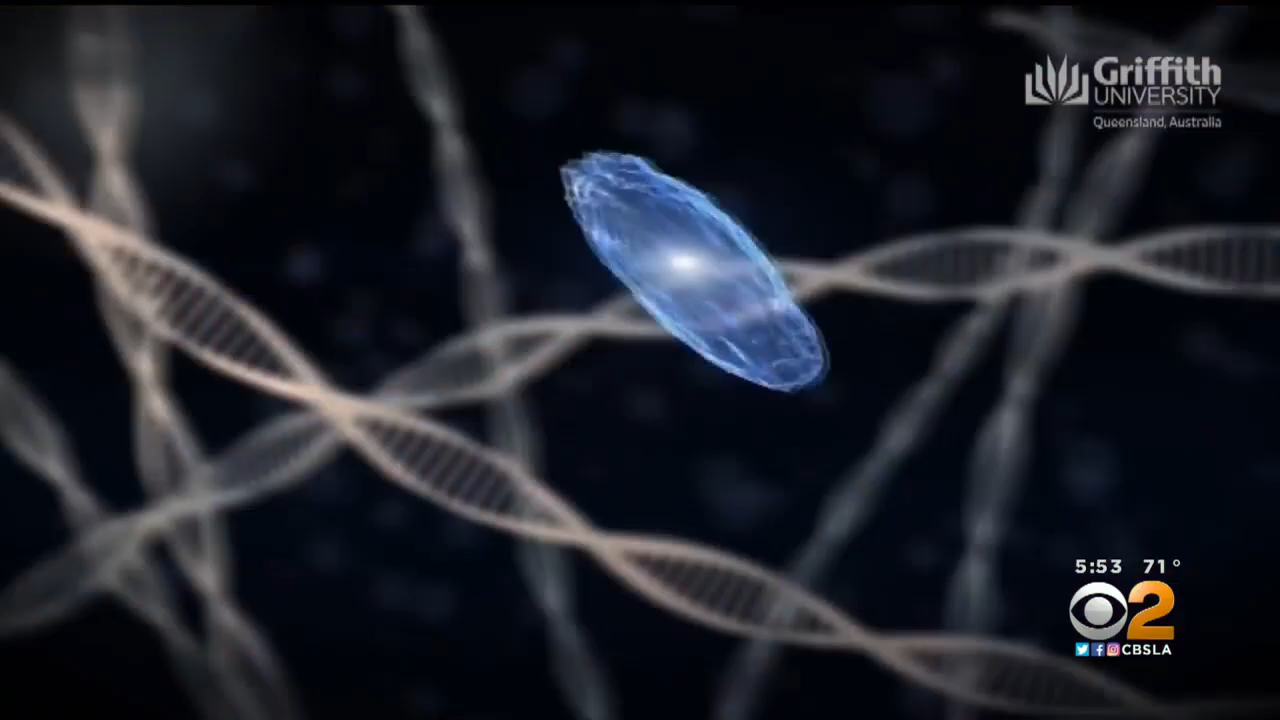 Griffith
UNIVERSITY
Queensland, Australia
5:53 71°
2
CBSLA